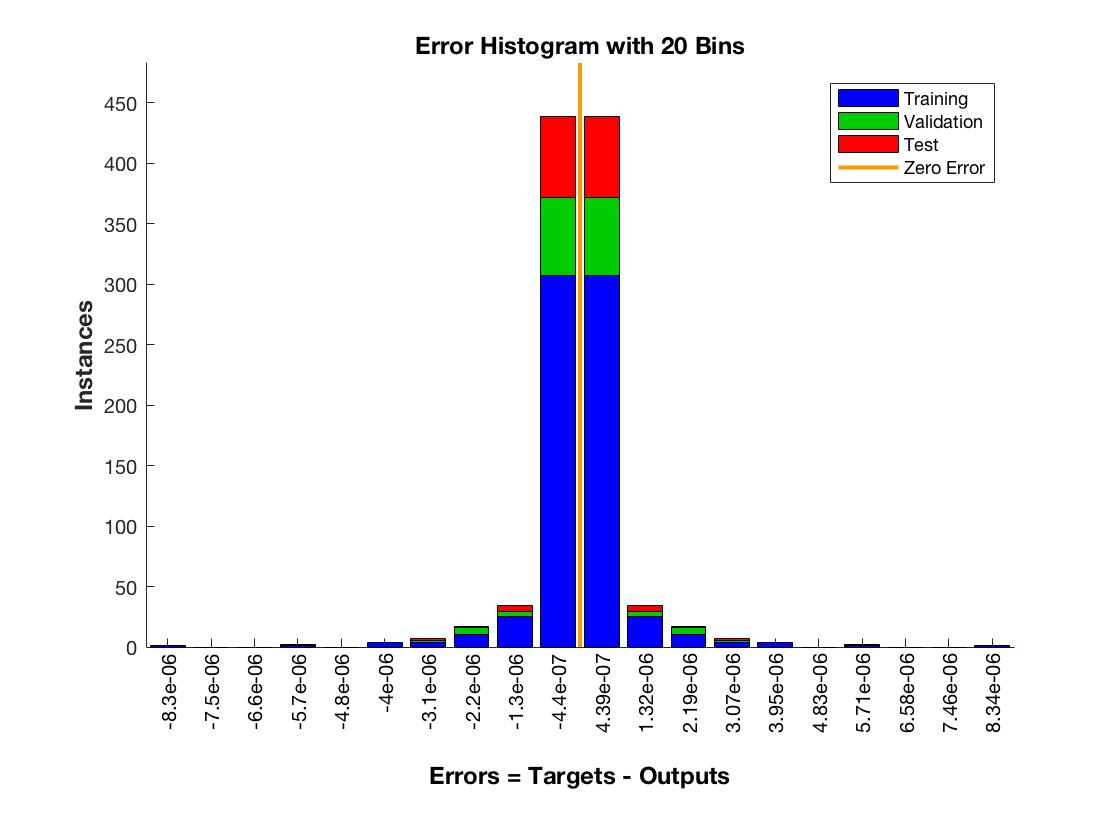 Error Histogram with 20 Bins
Training
Validation
Test
Zero Error
Instances
450
400
350
300
250
200
150
100
50
0
-8.3e-06
-7.5e-06
-6.6e-06
-5.7e-06
-4.8e-06
-4e-06
-3.1e-06
-2.2e-06
-1.3e-06
-4.4e-07
4.39e-07
1.32e-06
2.19e-06
3.07e-06
3.95e-06
4.83e-06
5.71e-06
6.58e-06
7.46e-06
8.34e-06
Errors = Targets - Outputs